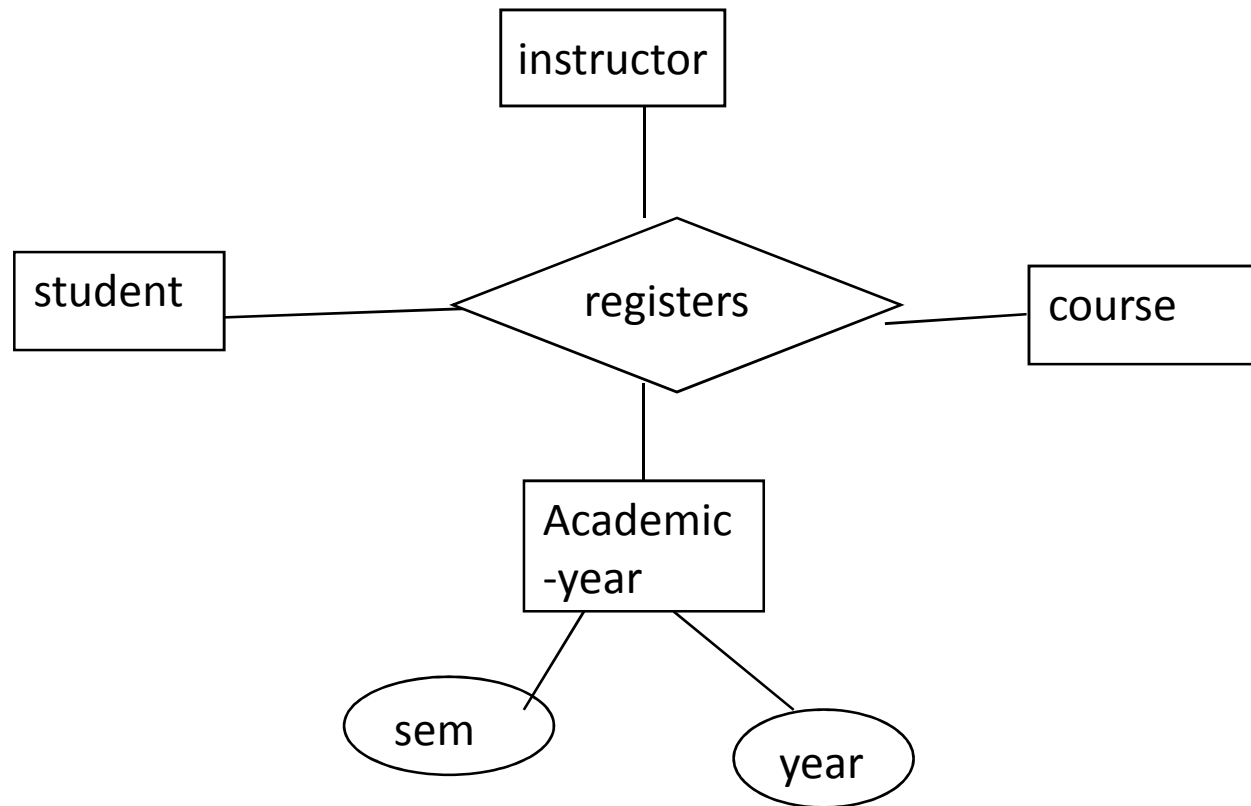 instructor
student
registers
course
Academic
-year
sem
year